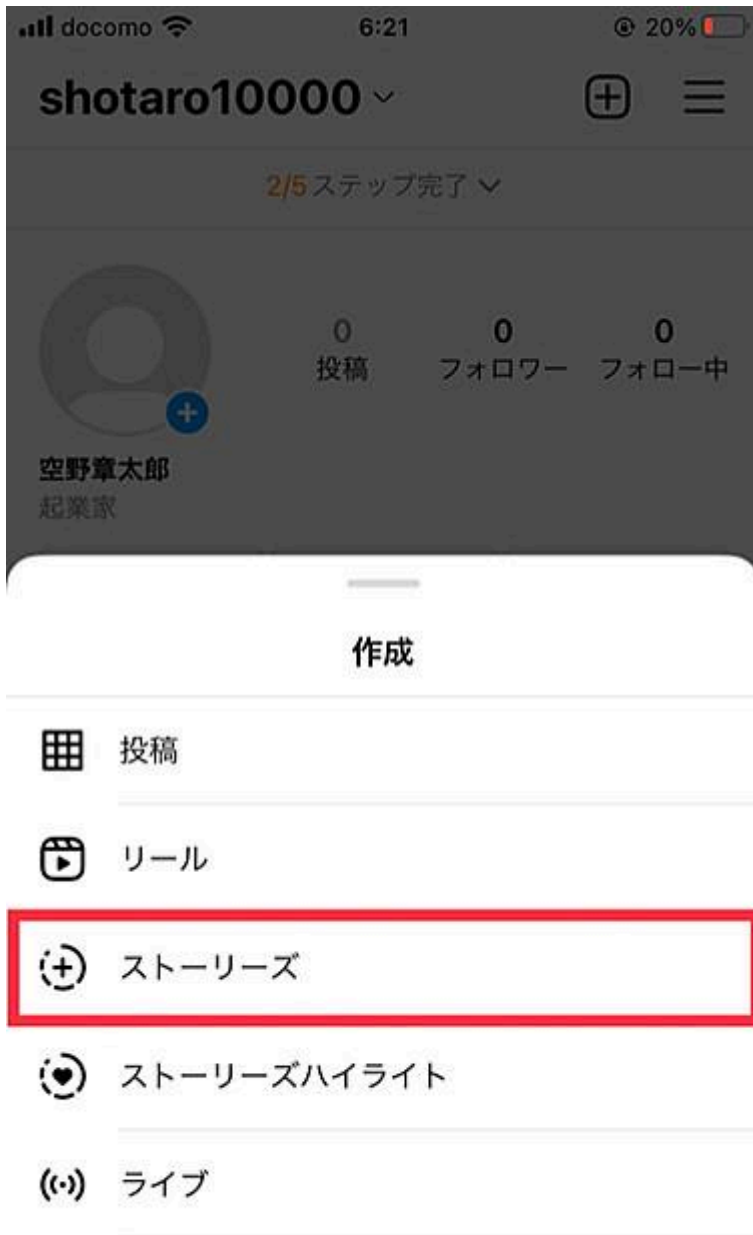 docomo 6:21 20%
shotaro10000
2/5ステップ完了
0 0 0
投稿 フォロワー フォロー中
空野章太郎
起業家
作成
投稿
リール
ストーリーズ
ストーリーズハイライト
ライブ